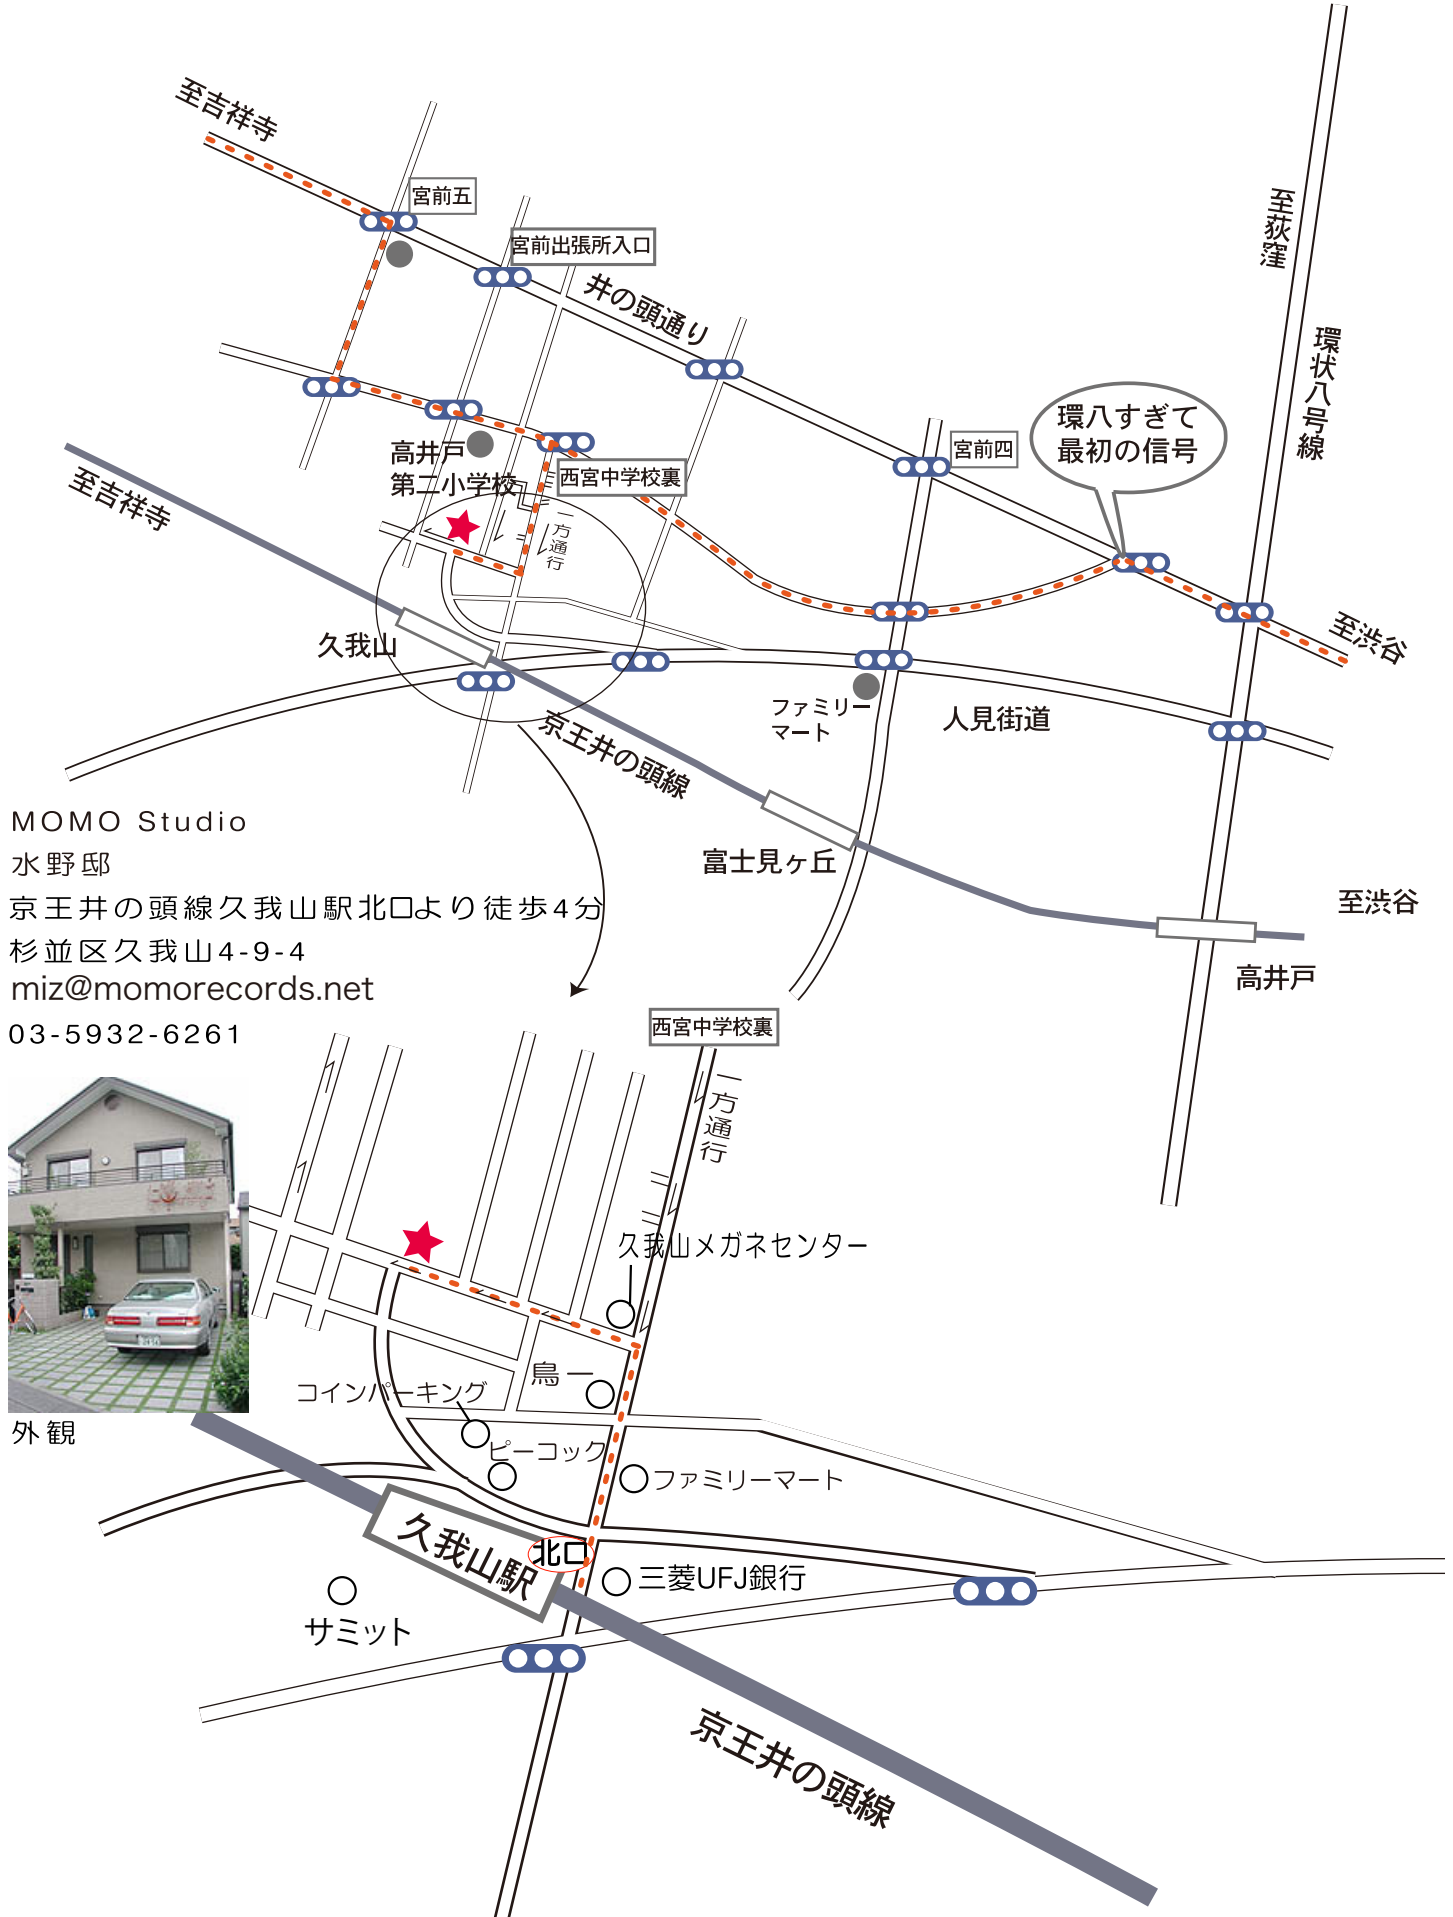 至吉祥寺
宮前五
宮前出張所入口
井の頭通り
至荻窪
環状八号線
環八すぎて
最初の信号
宮前四
高井戸
第二小学校
西宮中学校裏
一方通行
至吉祥寺
久我山
至渋谷
ファミリー
マート
人見街道
京王井の頭線
富士見ヶ丘
至渋谷
高井戸
MOMO Studio
水野邸
京王井の頭線久我山駅北口より徒歩4分
杉並区久我山4-9-4
miz@momorecords.net
03-5932-6261
外観
西宮中学校裏
一方通行
久我山メガネセンター
鳥一
コインパーキング
ピーコック
ファミリーマート
久我山駅
北口
三菱UFJ銀行
サミット
京王井の頭線